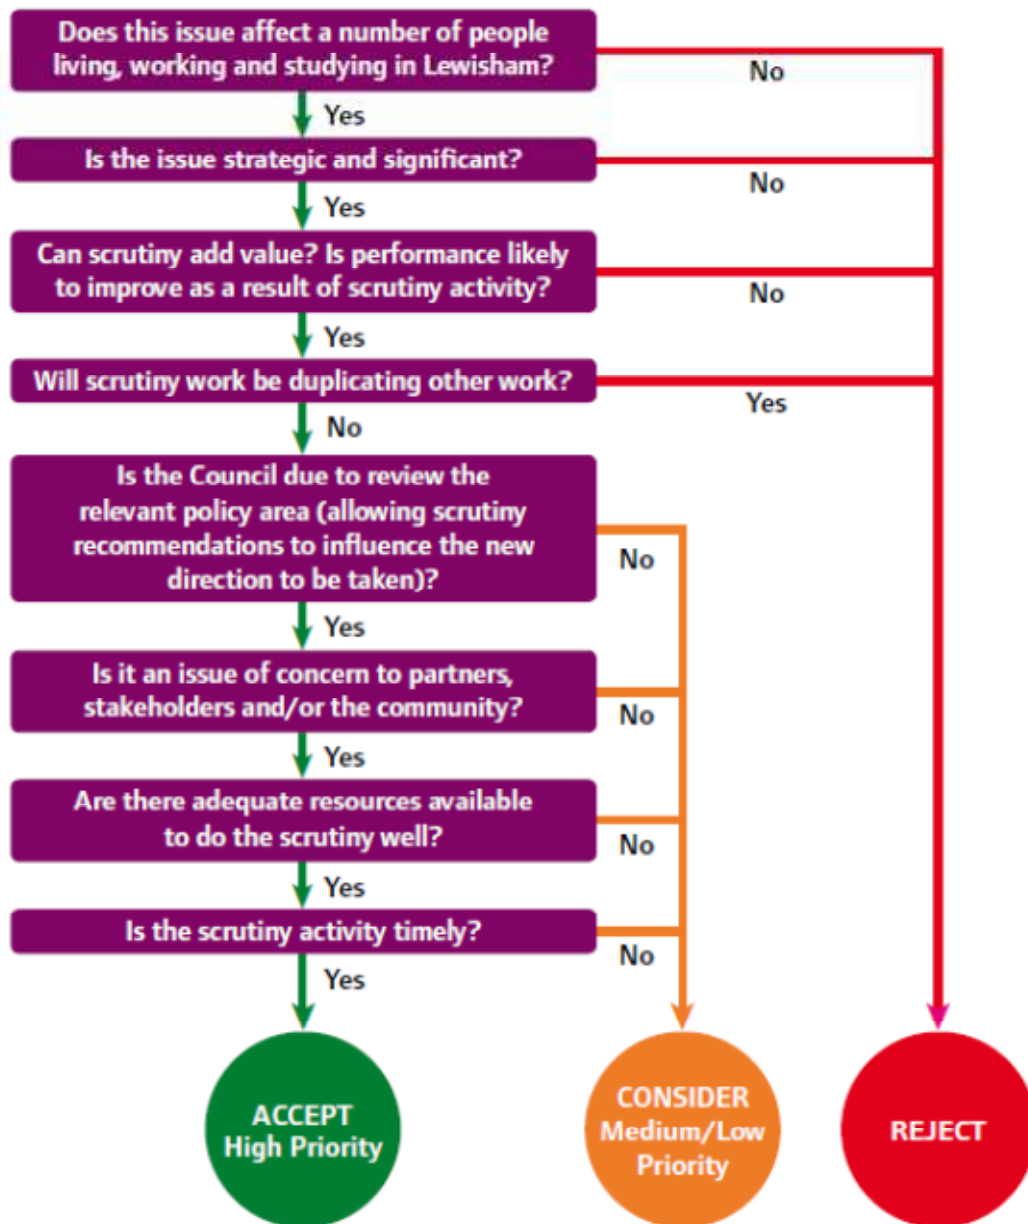 Does this issue affect a number of people
living, working and studying in Lewisham?
No
Yes
Is the issue strategic and significant?
No
Yes
Can scrutiny add value? Is performance likely
to improve as a result of scrutiny activity?
No
Yes
Will scrutiny work be duplicating other work?
Yes
No
Is the Council due to review the
relevant policy area (allowing scrutiny
recommendations to influence the new
direction to be taken)?
No
Yes
Is it an issue of concern to partners,
stakeholders and/or the community?
No
Yes
Are there adequate resources available
to do the scrutiny well?
No
Yes
Is the scrutiny activity timely?
No
Yes
ACCEPT
High Priority
CONSIDER
Medium/Low
Priority
REJECT